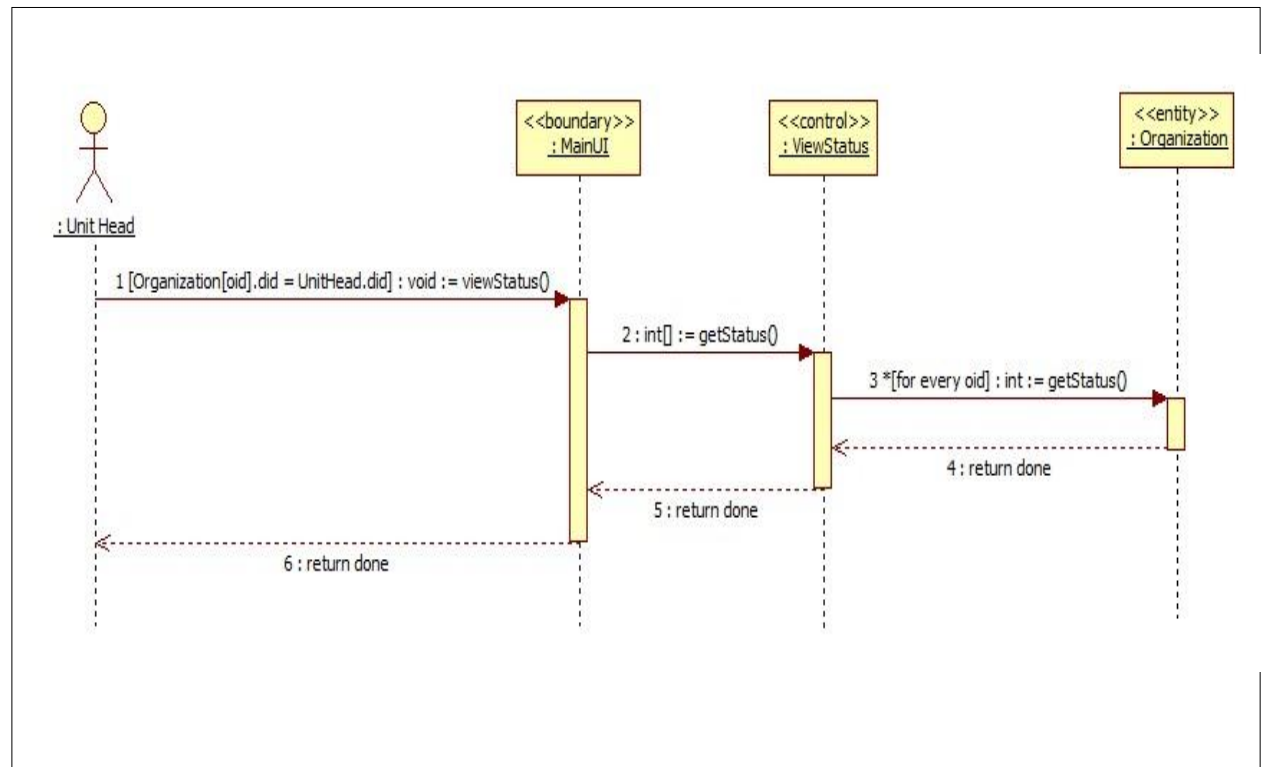 <<boundary>>
: MainUI
<<control>>
: ViewStatus
<<entity>>
: Organization
: Unit Head
1 [Organization[oid].did = UnitHead.did] : void := viewStatus()
2 : int[] := getStatus()
3 *[for every oid] : int := getStatus()
4 : return done
5 : return done
6 : return done